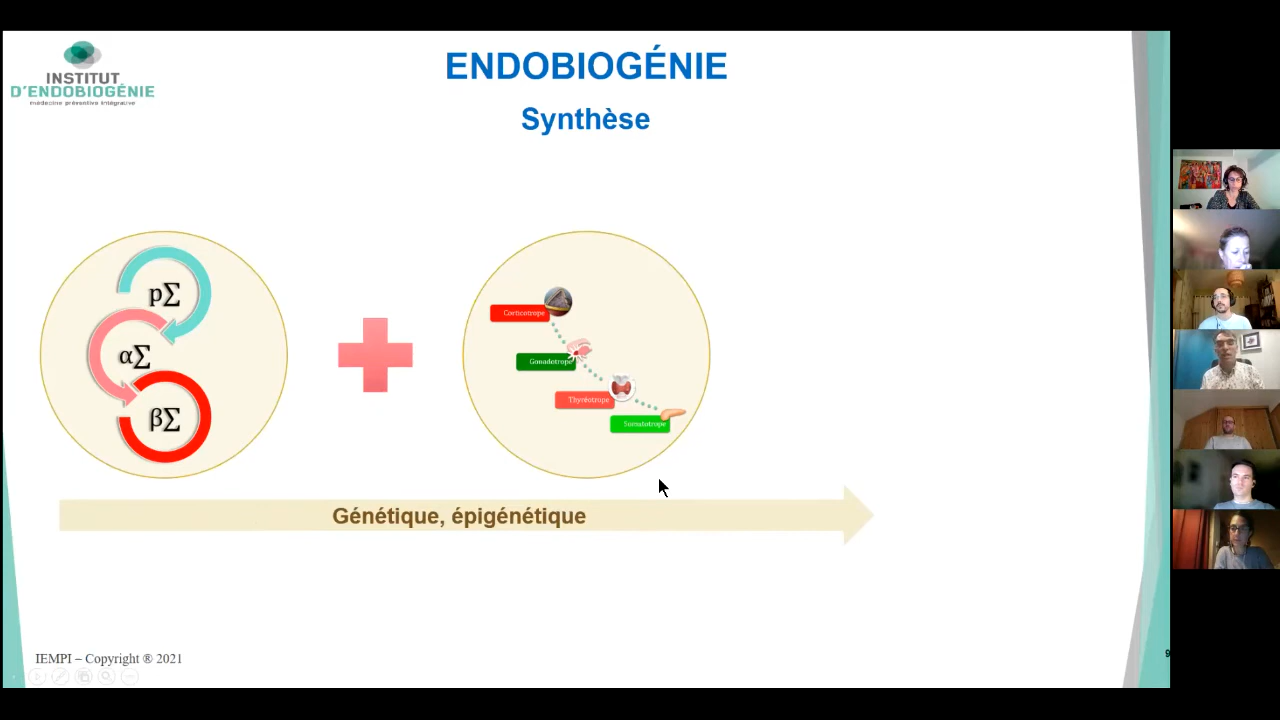 INSTITUT
D'ENDOBIOGÉNIE
médecine préventive intégrative
ENDOBIOGÉNIE
Synthèse
pΣ
αΣ
βΣ
Corticotrope
Gonadotrope
Thyréotrope
Somatotrope
Génétique, épigénétique
IEMPI – Copyright ® 2021
9